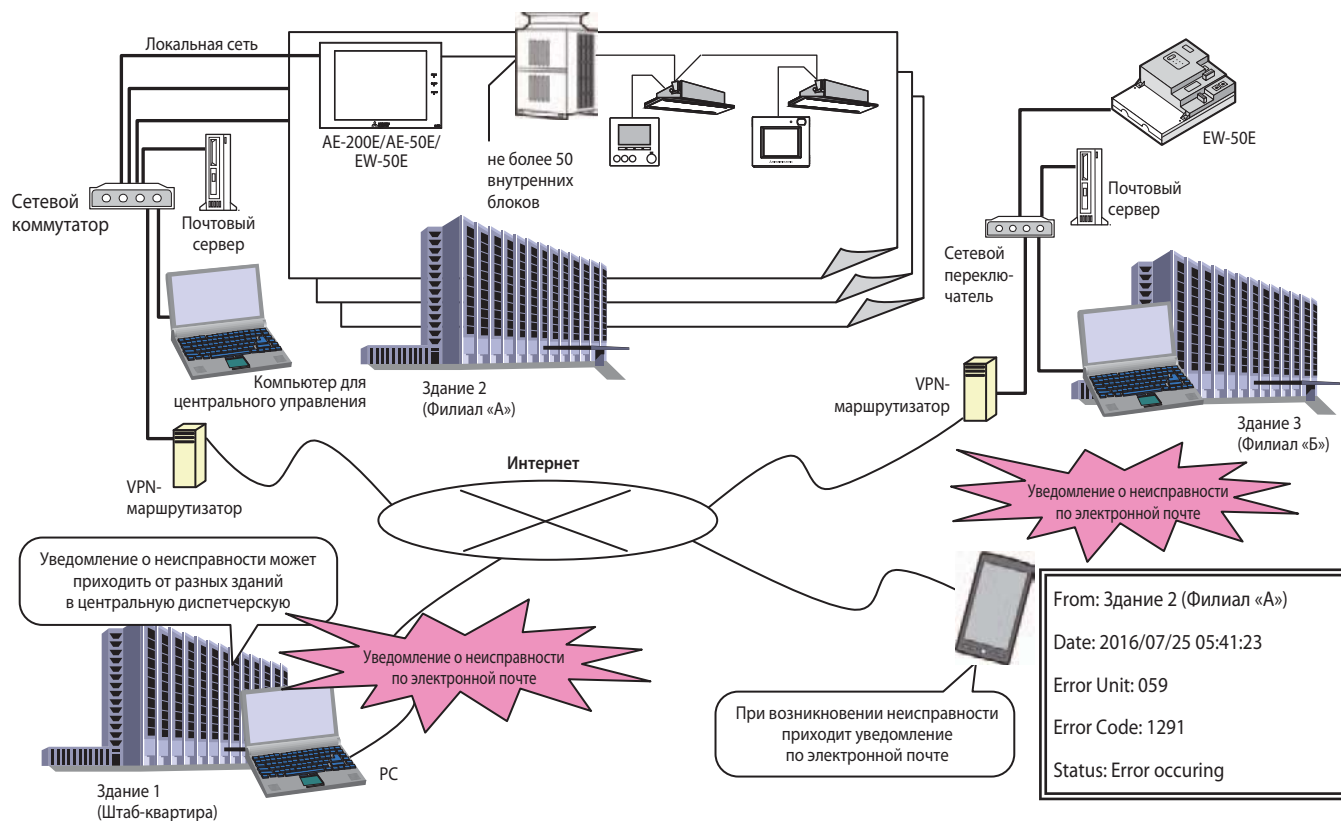 Локальная сеть
AE-200E/AE-50E/
EW-50E
не более 50
внутренних
блоков
EW-50E
Сетевой
коммутатор
Почтовый
сервер
Почтовый
сервер
Сетевой
переклю-
чатель
Компьютер для
центрального управления
Здание 2
(Филиал «А»)
VPN-
маршрутизатор
Здание 3
(Филиал «Б»)
VPN-
маршрутизатор
Интернет
Уведомление о неисправности
по электронной почте
Уведомление о неисправности может
приходить от разных зданий
в центральную диспетчерскую
Уведомление о неисправности
по электронной почте
From: Здание 2 (Филиал «А»)
Date: 2016/07/25 05:41:23
Error Unit: 059
Error Code: 1291
Status: Error occuring
При возникновении неисправности
приходит уведомление
по электронной почте
PC
Здание 1
(Штаб-квартира)